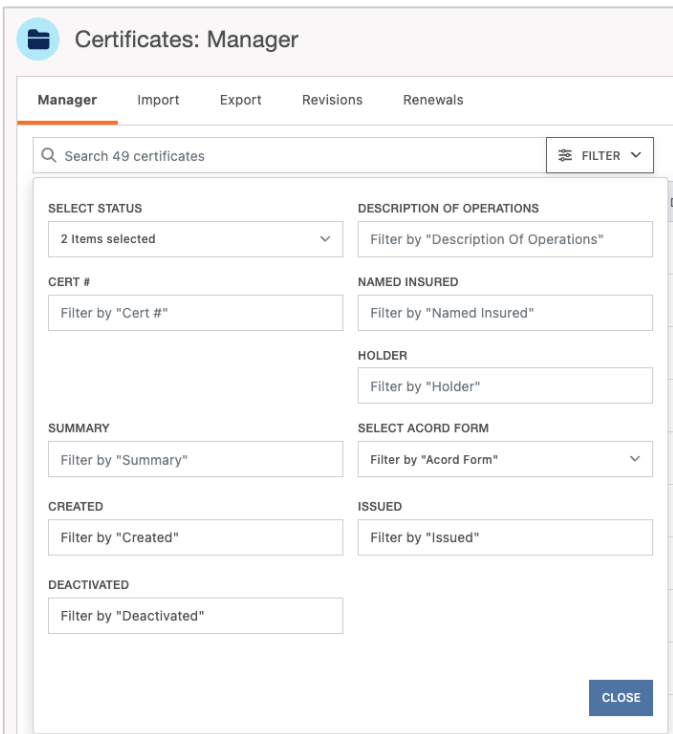 Certificates: Manager
Manager Import Export Revisions Renewals
Search 49 certificates FILTER
SELECT STATUS DESCRIPTION OF OPERATIONS
2 Items selected Filter by "Description Of Operations"
CERT # NAMED INSURED
Filter by "Cert #" Filter by "Named Insured"
HOLDER
Filter by "Holder"
SUMMARY SELECT ACORD FORM
Filter by "Summary" Filter by "Acord Form"
CREATED ISSUED
Filter by "Created" Filter by "Issued"
DEACTIVATED
Filter by "Deactivated"
CLOSE